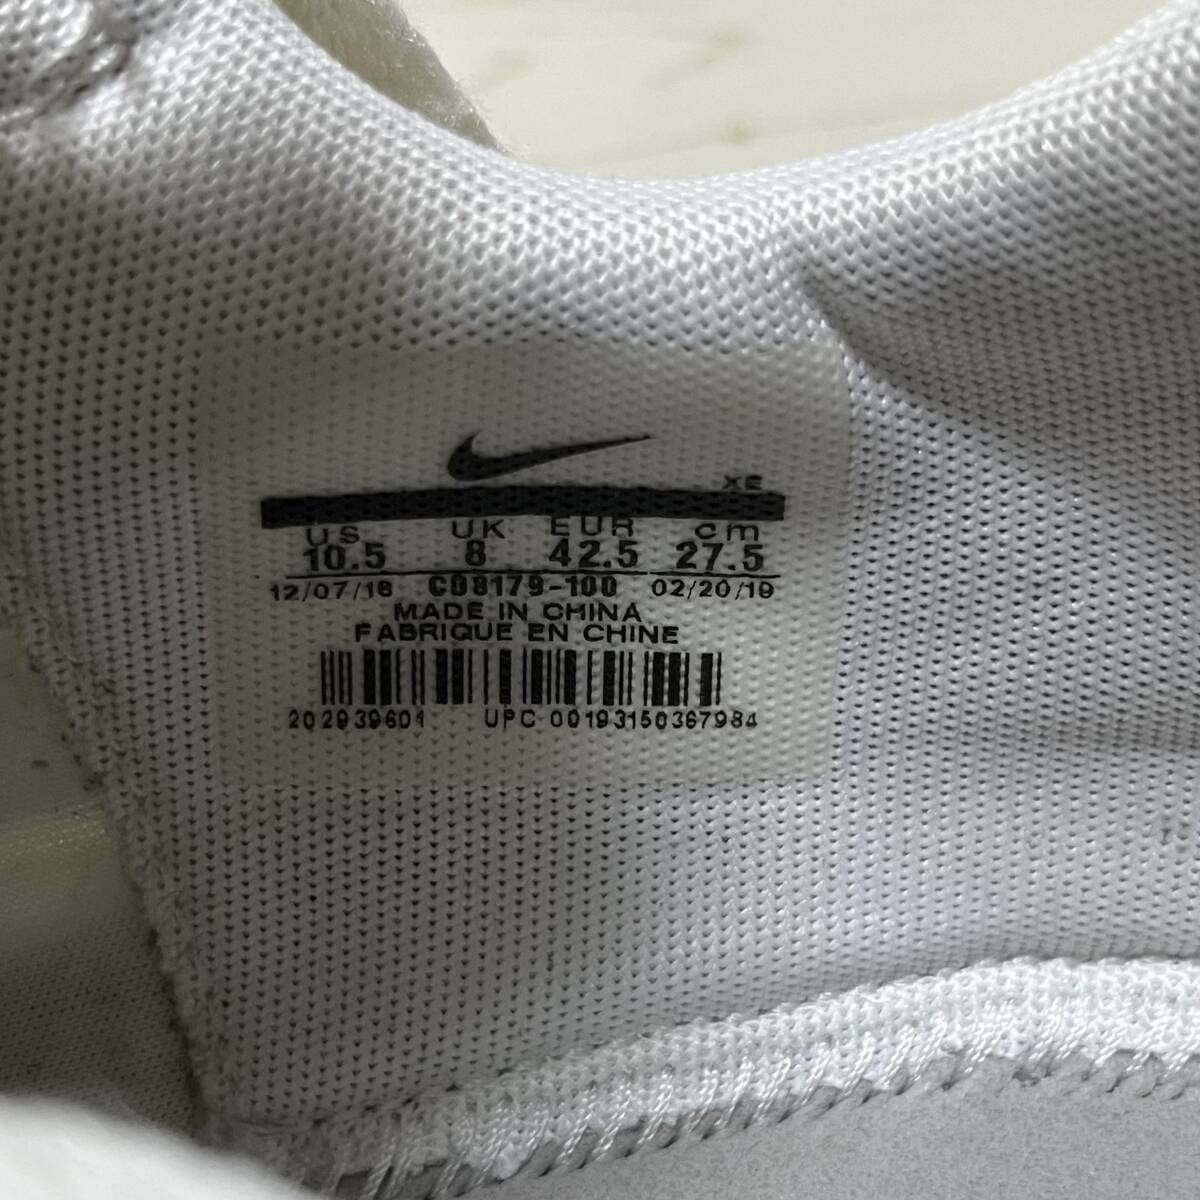 XE
US UK EUR cm
10.5 8 42.5 27.5
12/07/18 CD8179-100 02/20/19
MADE IN CHINA
FABRIQUE EN CHINE
202939601 UPC 00193150367984